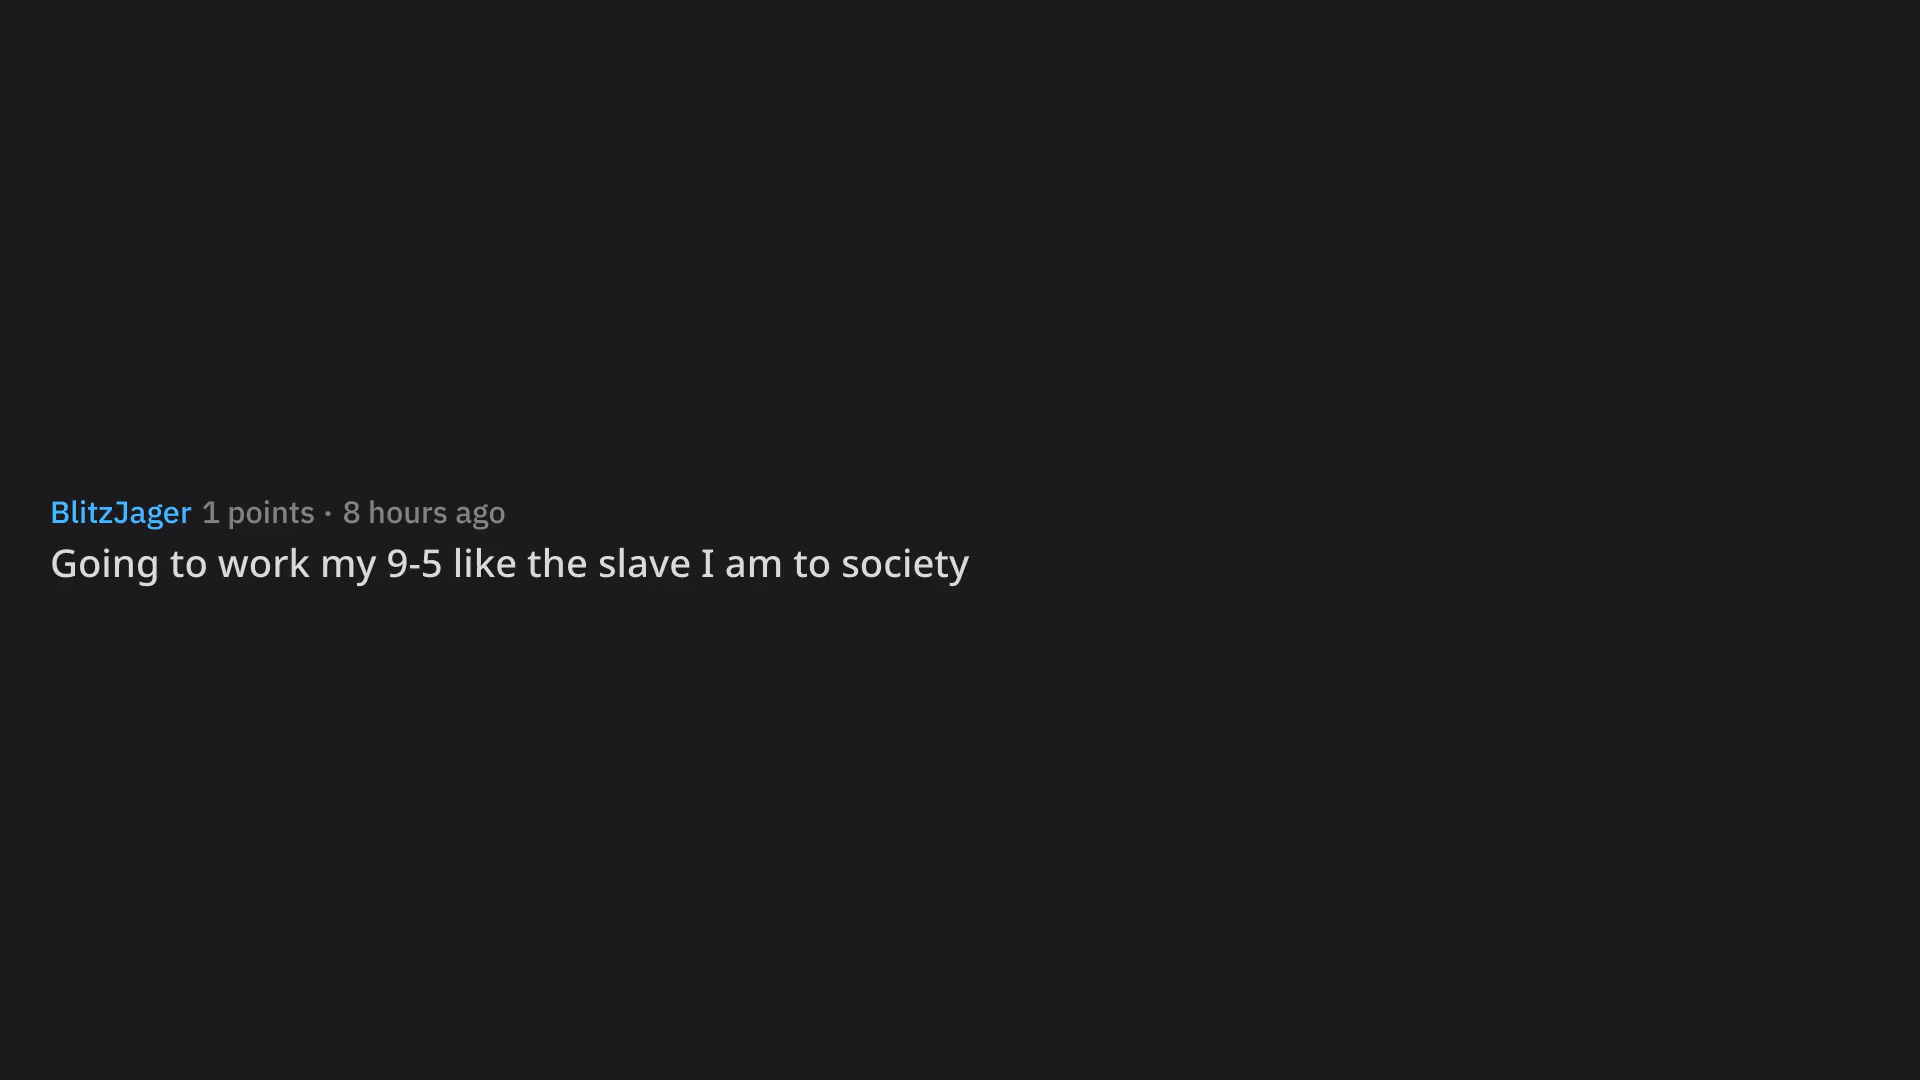 BlitzJager 1 points · 8 hours ago
Going to work my 9-5 like the slave I am to society